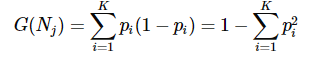 G(N_j) = \sum_{i=1}^{K} p_i(1 - p_i) = 1 - \sum_{i=1}^{K} p_i^2